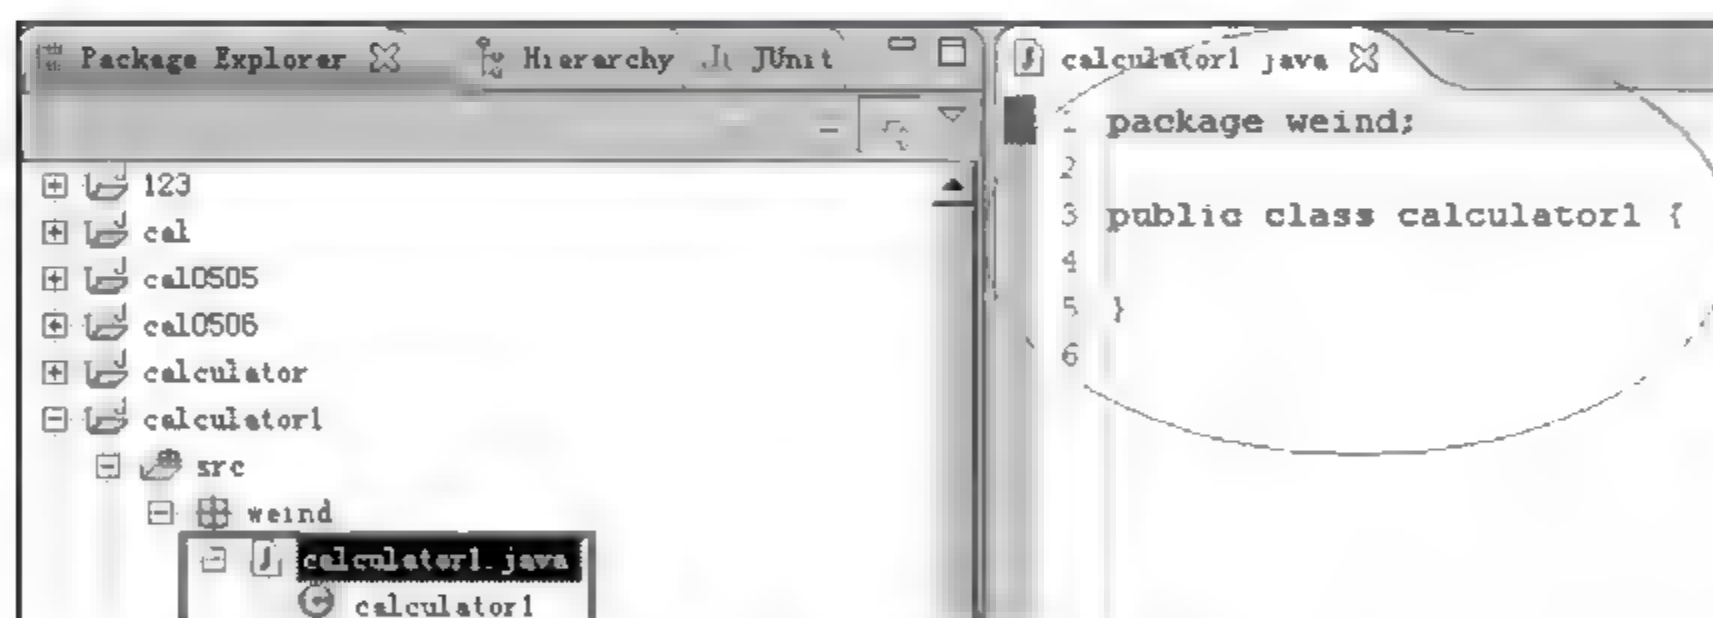 Package Explorer Hierarchy JUnit
123
cal
cal0505
cal0506
calculator
calculator1
src
weind
calculator1.java
calculator1
calculator1.java
1 package weind;
2
3 public class calculator1 {
4
5 }
6